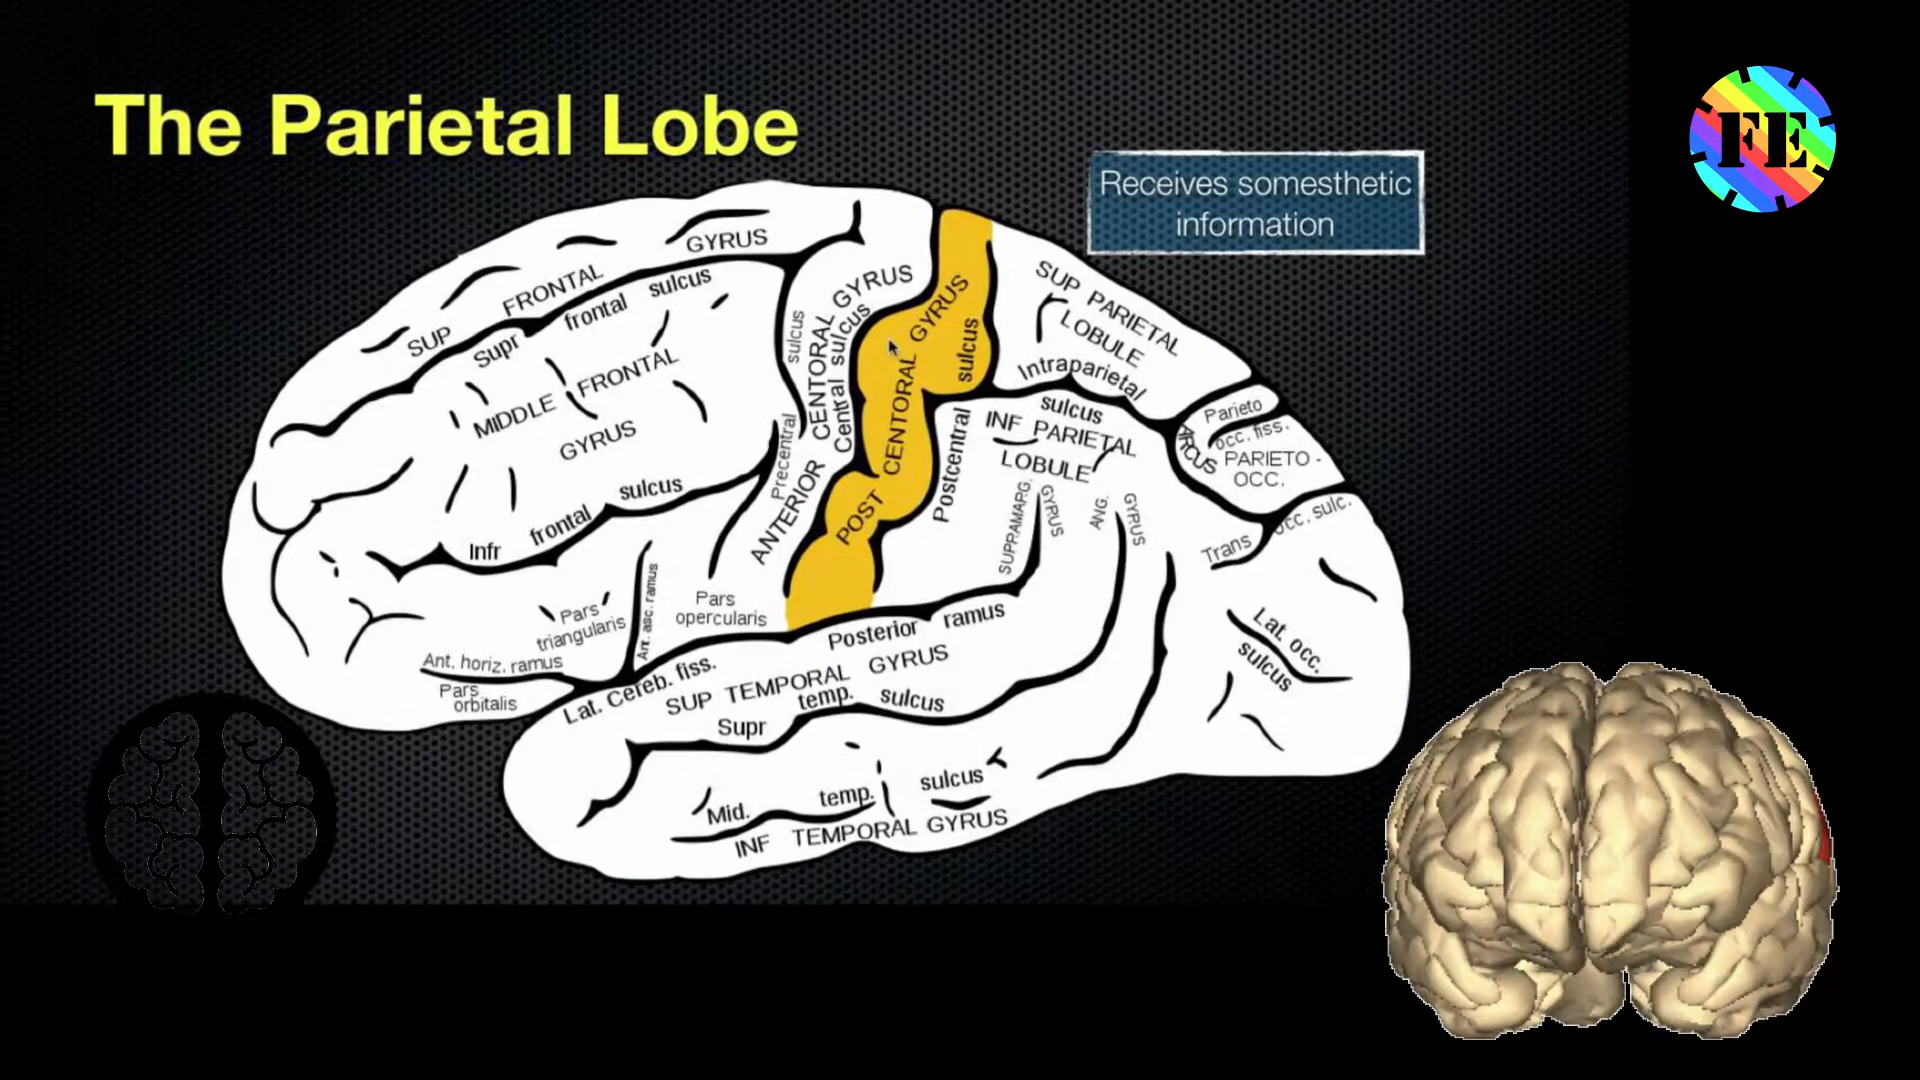 The Parietal Lobe
FE
Receives somesthetic
information
SUP FRONTAL GYRUS
Supr frontal sulcus
MIDDLE FRONTAL
GYRUS
Infr frontal sulcus
Precentral sulcus
ANTERIOR CENTORAL GYRUS
Central sulcus
POST CENTORAL GYRUS
Postcentral sulcus
SUP PARIETAL
LOBULE
Intraparietal
sulcus
INF PARIETAL
LOBULE
SUPRAMARG.
GYRUS
ANG.
GYRUS
Parieto
occ. fiss.
ARCUS
PARIETO -
OCC.
Trans occ. sulc.
Lat. occ.
sulcus
Pars
triangularis
Ant. asc. ramus
Pars
opercularis
Ant. horiz. ramus
Pars
orbitalis
Lat. Cereb. fiss.
Posterior ramus
SUP TEMPORAL GYRUS
Supr temp. sulcus
Mid. temp. sulcus
INF TEMPORAL GYRUS